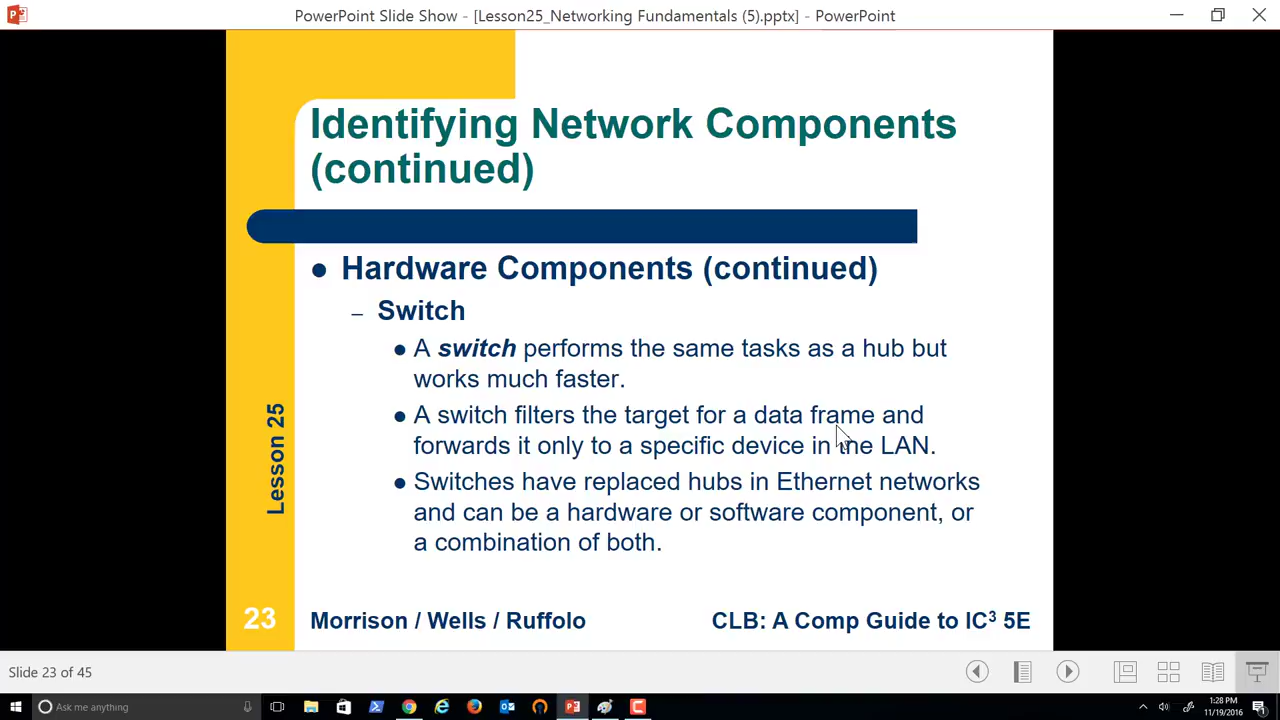 PowerPoint Slide Show - [Lesson25_Networking Fundamentals (5).pptx] - PowerPoint
Identifying Network Components
(continued)
● Hardware Components (continued)
– Switch
● A switch performs the same tasks as a hub but
works much faster.
● A switch filters the target for a data frame and
forwards it only to a specific device in the LAN.
● Switches have replaced hubs in Ethernet networks
and can be a hardware or software component, or
a combination of both.
Lesson 25
23
Morrison / Wells / Ruffolo
CLB: A Comp Guide to IC³ 5E
Slide 23 of 45
Ask me anything
1:28 PM
11/19/2016